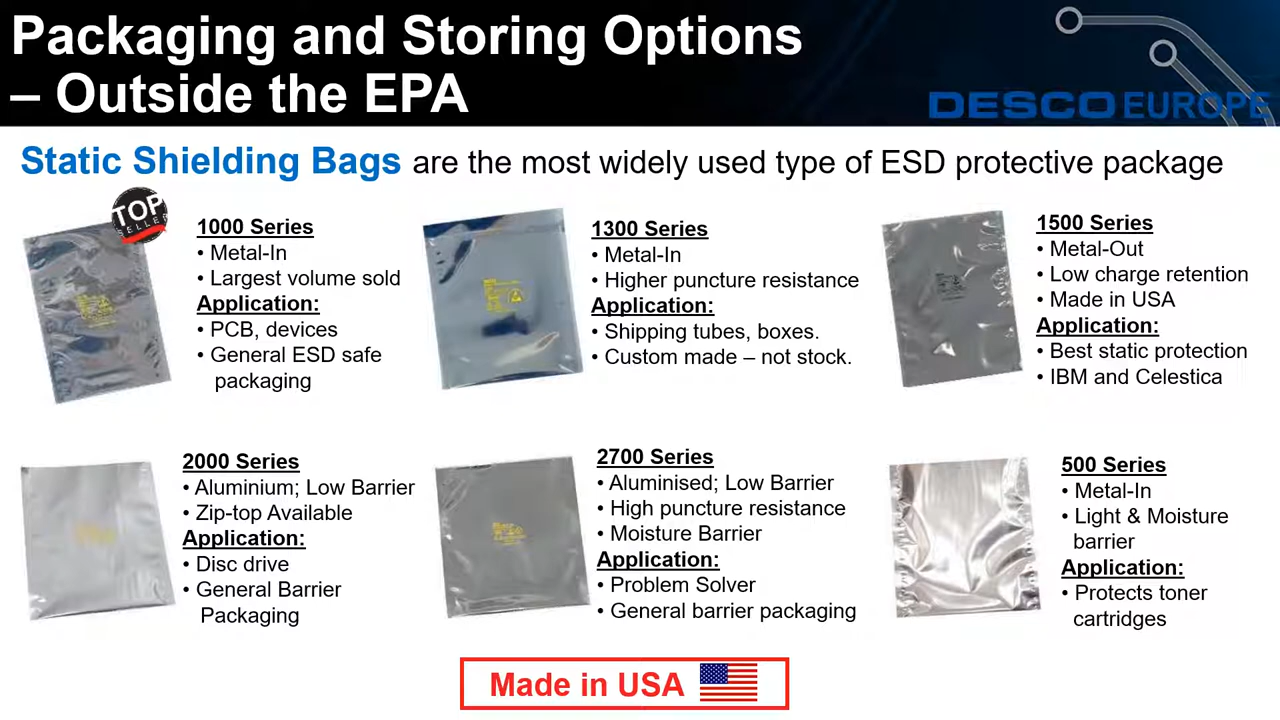 Packaging and Storing Options
– Outside the EPA
DESCO EUROPE
Static Shielding Bags are the most widely used type of ESD protective package
TOP
SELLER
1000 Series
• Metal-In
• Largest volume sold
Application:
• PCB, devices
• General ESD safe
packaging
1300 Series
• Metal-In
• Higher puncture resistance
Application:
• Shipping tubes, boxes.
• Custom made – not stock.
1500 Series
• Metal-Out
• Low charge retention
• Made in USA
Application:
• Best static protection
• IBM and Celestica
2000 Series
• Aluminium; Low Barrier
• Zip-top Available
Application:
• Disc drive
• General Barrier
Packaging
2700 Series
• Aluminised; Low Barrier
• High puncture resistance
• Moisture Barrier
Application:
• Problem Solver
• General barrier packaging
500 Series
• Metal-In
• Light & Moisture
barrier
Application:
• Protects toner
cartridges
Made in USA